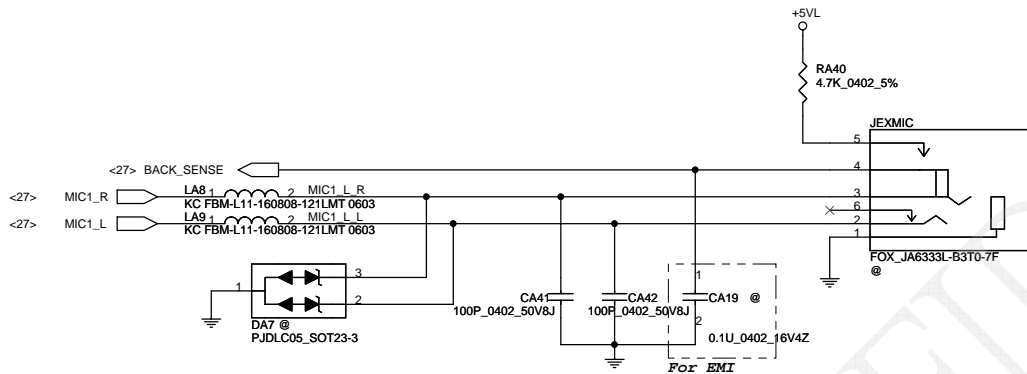 +5VL
RA40
4.7K_0402_5%
JEXMIC
5
<27> BACK_SENSE
4
<27> MIC1_R
LA8 1 2 MIC1_L_R
3
KC FBM-L11-160808-121LMT 0603
6
<27> MIC1_L
LA9 1 2 MIC1_L_L
2
KC FBM-L11-160808-121LMT 0603
1
FOX_JA6333L-B3T0-7F
@
3
1
2
DA7 @
PJDLC05_SOT23-3
CA41
100P_0402_50V8J
CA42
100P_0402_50V8J
1
CA19 @
2
0.1U_0402_16V4Z
For EMI